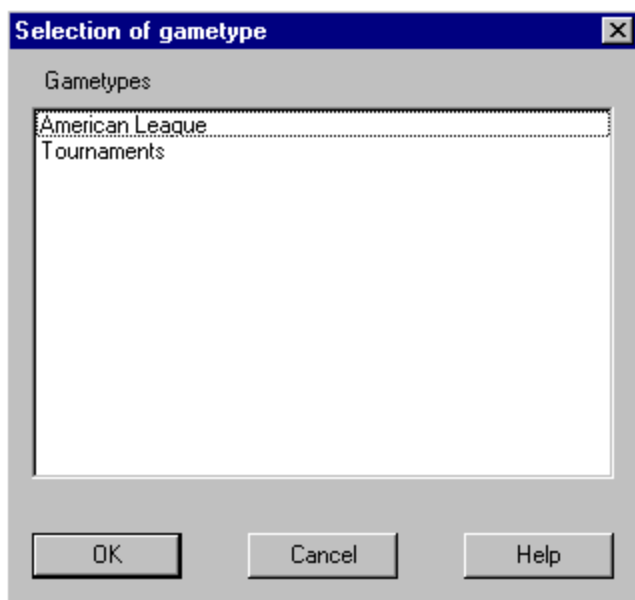 Selection of gametype
Gametypes
American League
Tournaments
OK Cancel Help